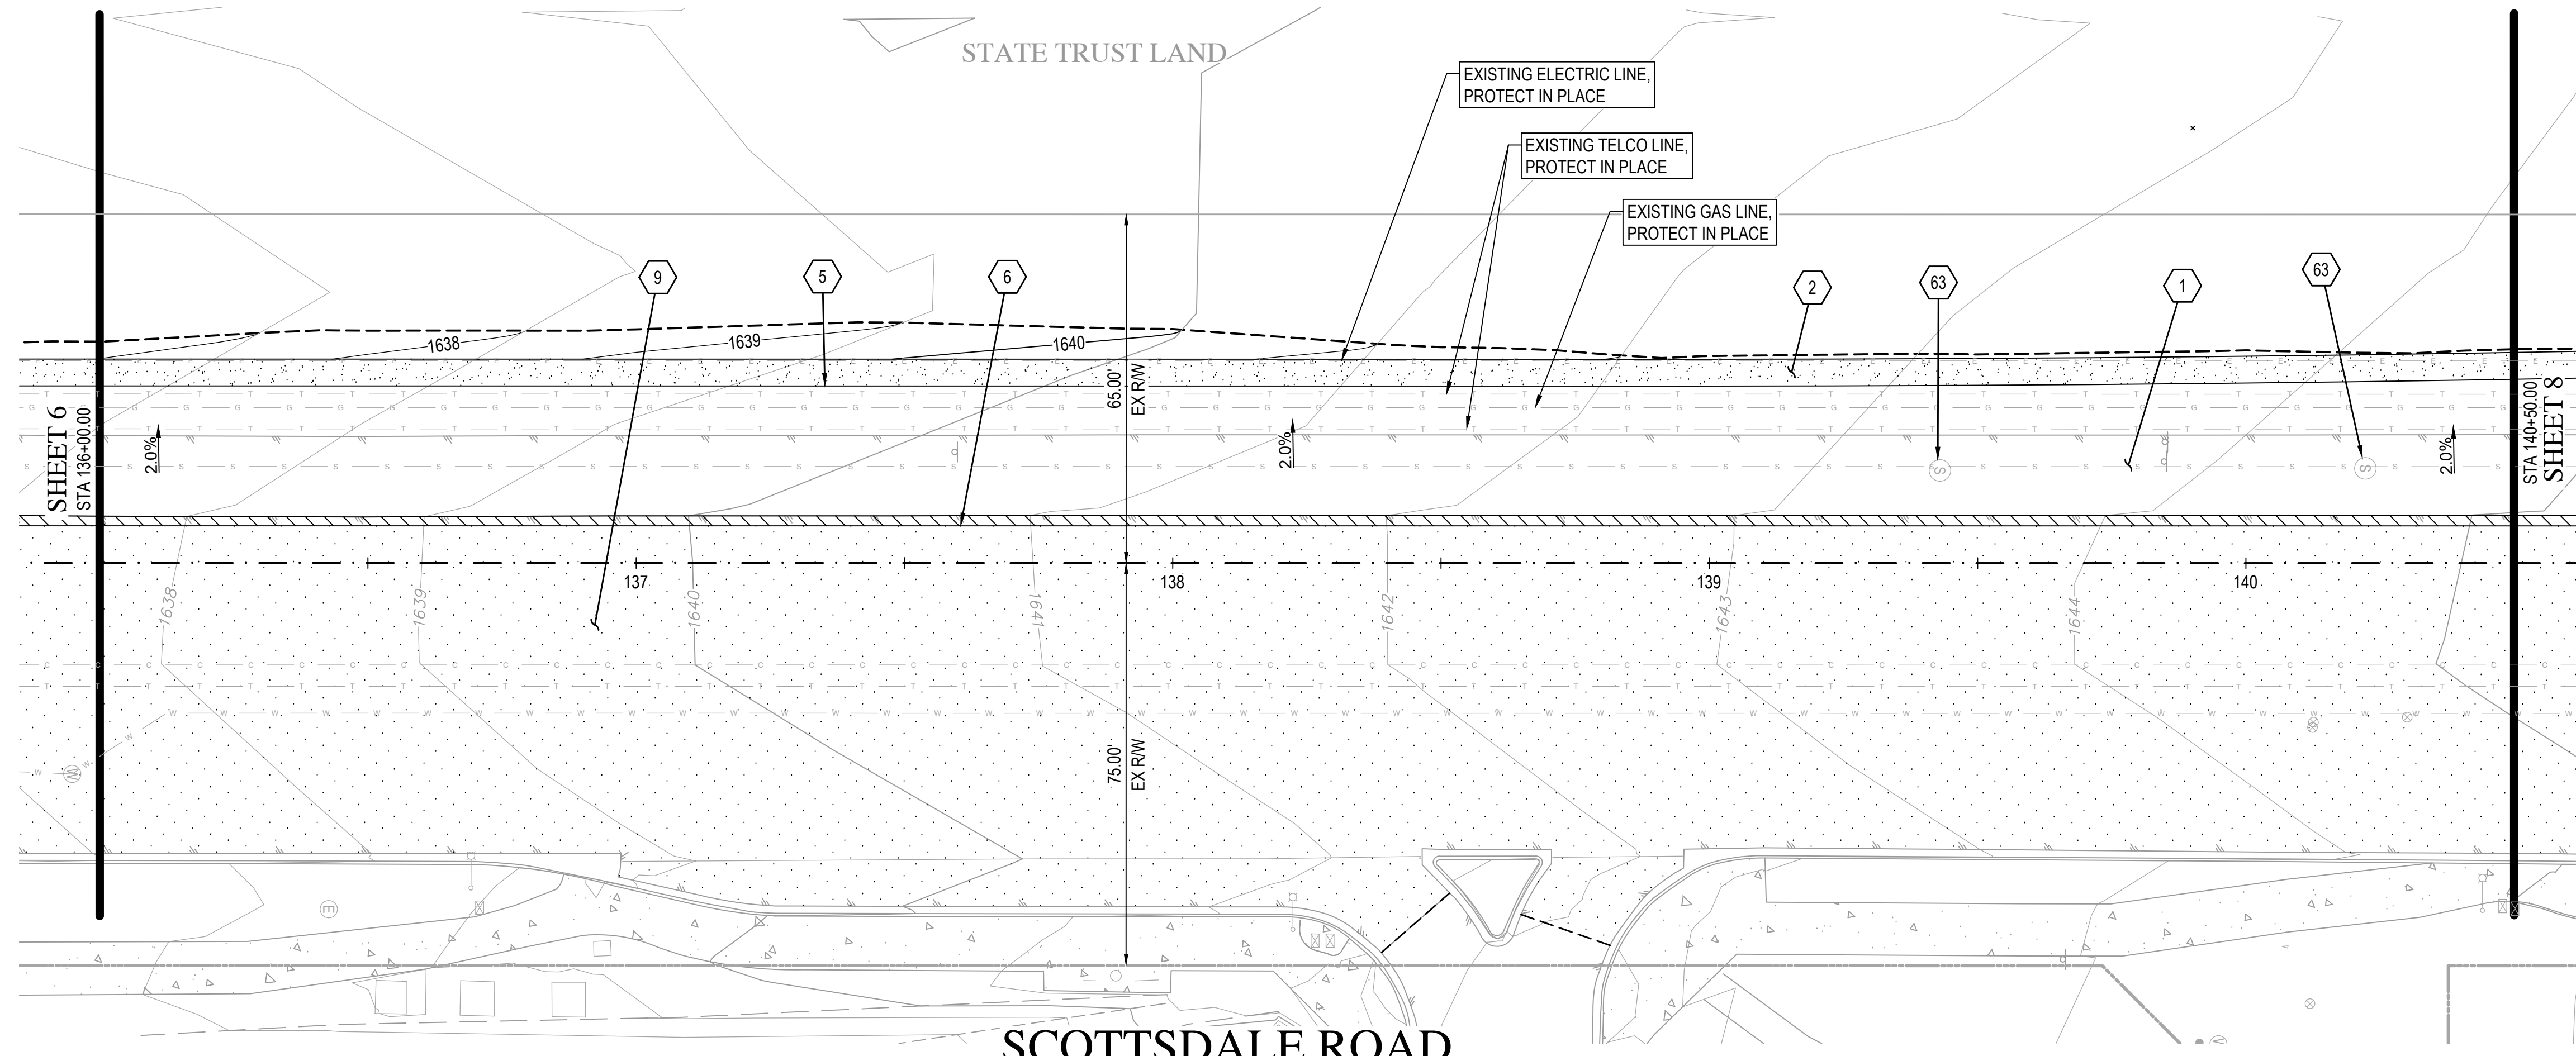 STATE TRUST LAND
EXISTING ELECTRIC LINE,
PROTECT IN PLACE
EXISTING TELCO LINE,
PROTECT IN PLACE
EXISTING GAS LINE,
PROTECT IN PLACE
9
5
6
2
63
1
63
1638
1639
1640
65.00'
EX R/W
SHEET 6
STA 136+00.00
2.0%
2.0%
2.0%
STA 140+50.00
SHEET 8
137
138
139
140
1638
1639
1640
1641
1642
1643
1644
75.00'
EX R/W
SCOTTSDALE ROAD